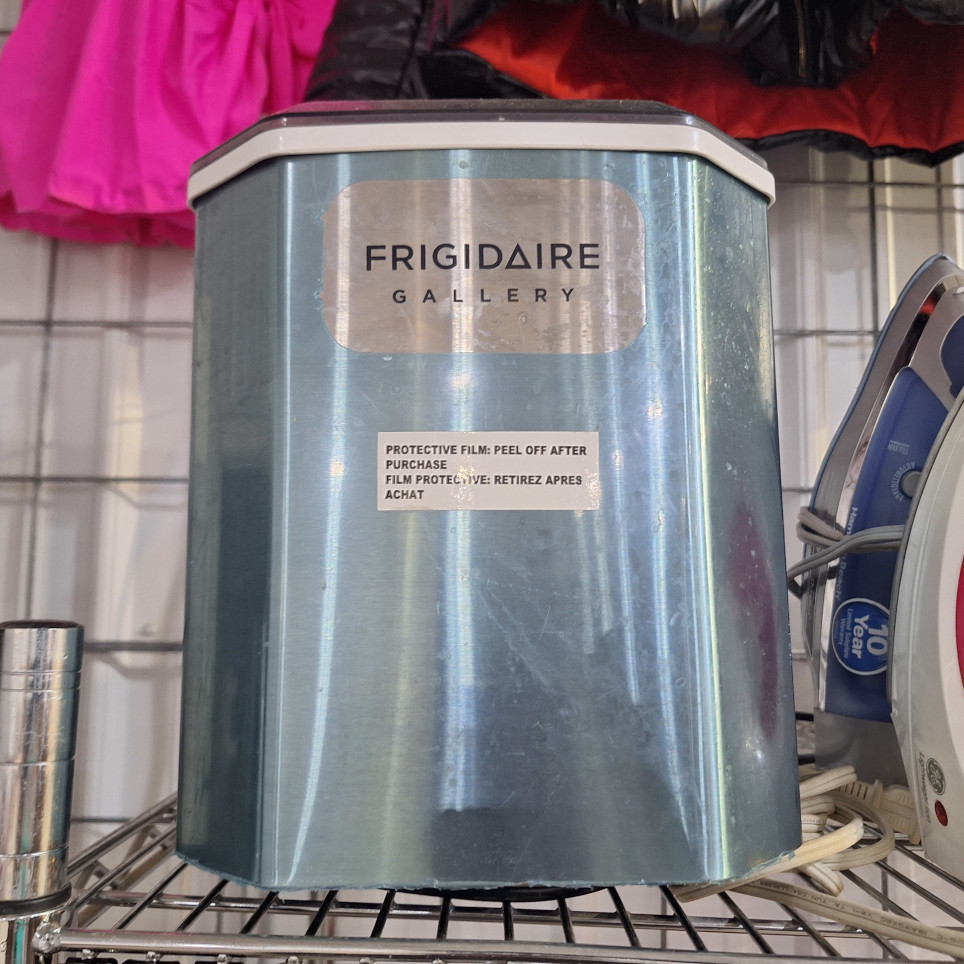 FRIGIDAIRE
GALLERY
PROTECTIVE FILM: PEEL OFF AFTER
PURCHASE
FILM PROTECTIVE: RETIREZ APRES
ACHAT
10
Year